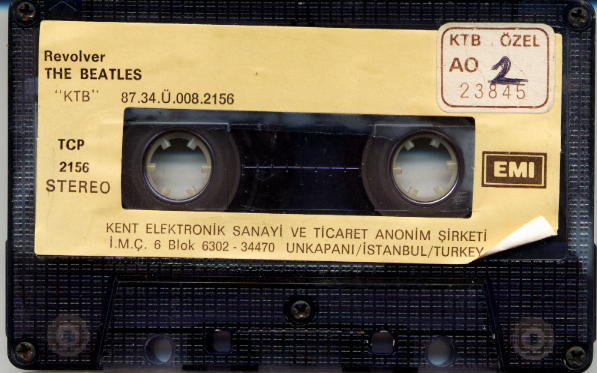 Revolver
THE BEATLES
"KTB" 87.34.Ü.008.2156
KTB ÖZEL
AO 2
23845
TCP
2156
STEREO
EMI
KENT ELEKTRONİK SANAYİ VE TİCARET ANONİM ŞİRKETİ
İ.M.Ç. 6 Blok 6302 - 34470 UNKAPANI/İSTANBUL/TURKEY